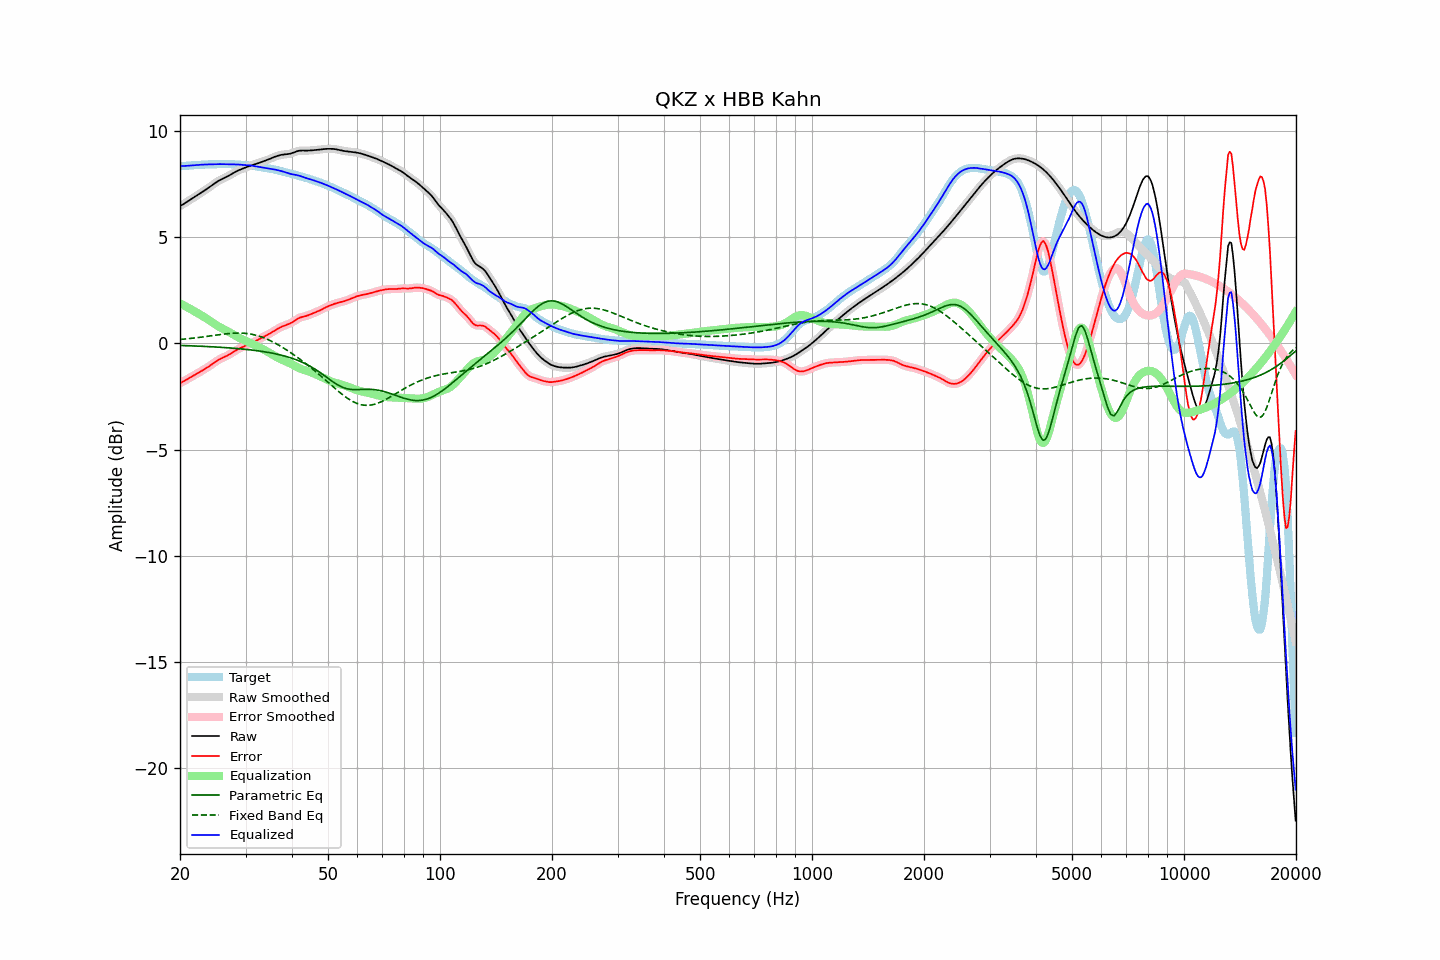 QKZ x HBB Kahn
10
5
0
−5
−10
−15
−20
Amplitude (dBr)
Target
Raw Smoothed
Error Smoothed
Raw
Error
Equalization
Parametric Eq
Fixed Band Eq
Equalized
20 50 100 200 500 1000 2000 5000 10000 20000
Frequency (Hz)